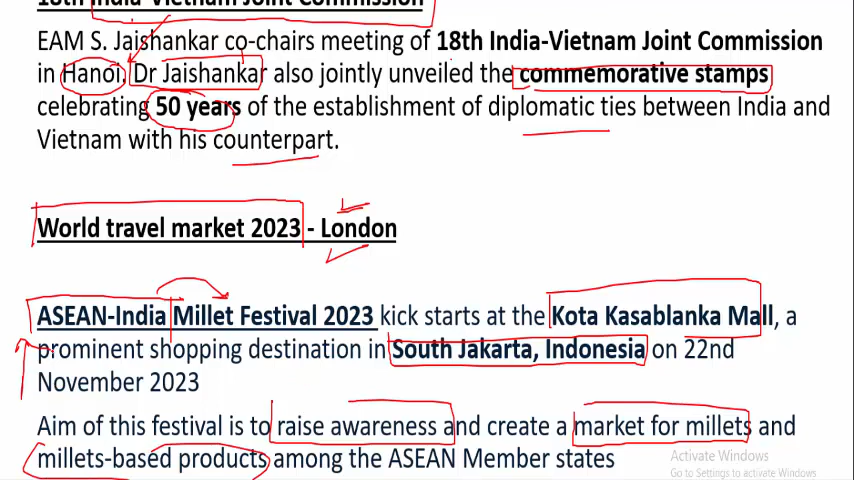 18th India-Vietnam Joint Commission
EAM S. Jaishankar co-chairs meeting of 18th India-Vietnam Joint Commission
in Hanoi, Dr Jaishankar also jointly unveiled the commemorative stamps
celebrating 50 years of the establishment of diplomatic ties between India and
Vietnam with his counterpart.
World travel market 2023 - London
ASEAN-India Millet Festival 2023 kick starts at the Kota Kasablanka Mall, a
prominent shopping destination in South Jakarta, Indonesia on 22nd
November 2023
Aim of this festival is to raise awareness and create a market for millets and
millets-based products among the ASEAN Member states
Activate Windows
Go to Settings to activate Windows